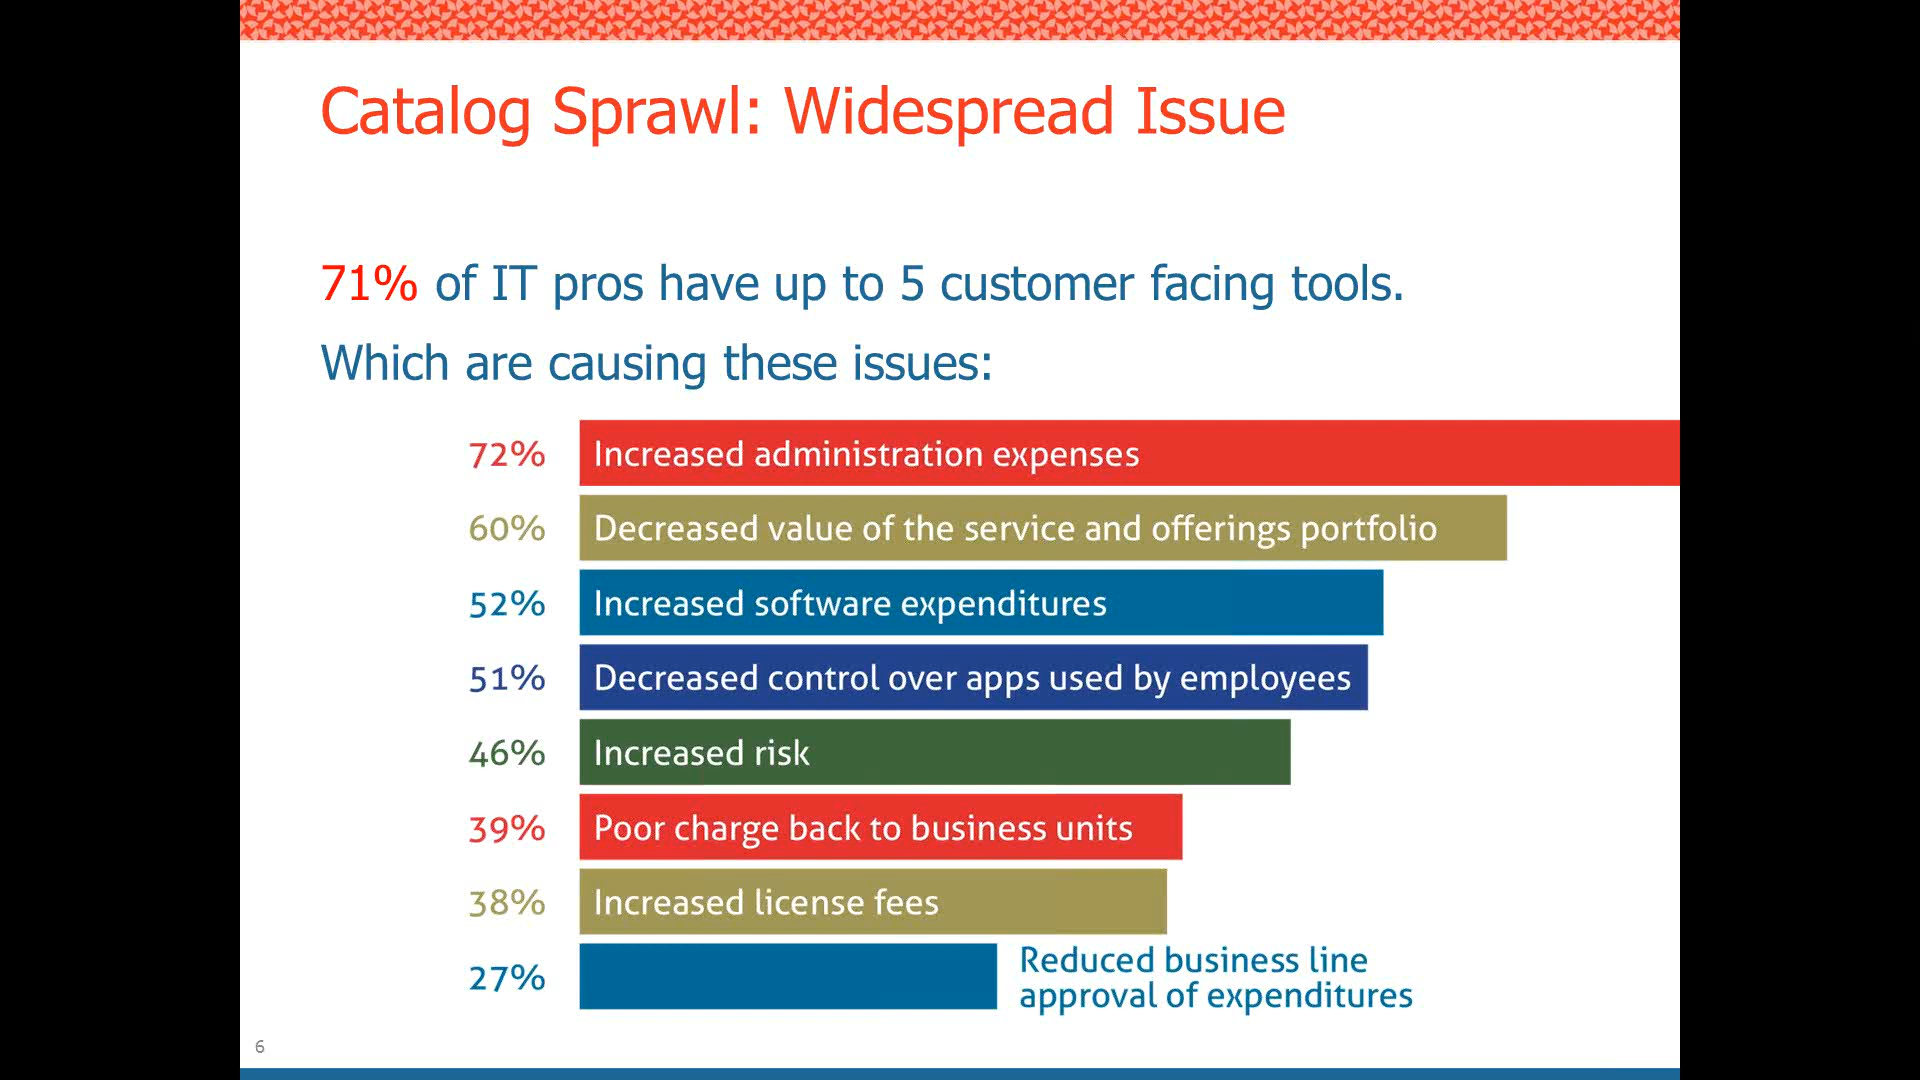 Catalog Sprawl: Widespread Issue
71% of IT pros have up to 5 customer facing tools.
Which are causing these issues:
72% Increased administration expenses
60% Decreased value of the service and offerings portfolio
52% Increased software expenditures
51% Decreased control over apps used by employees
46% Increased risk
39% Poor charge back to business units
38% Increased license fees
27% Reduced business line
approval of expenditures
6